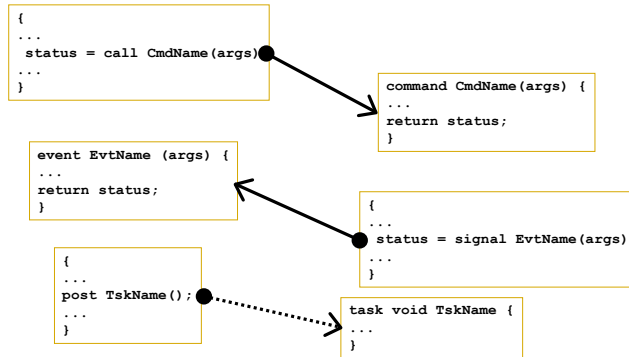 {
...
status = call CmdName(args)
...
}
command CmdName(args) {
...
return status;
}
event EvtName (args) {
...
return status;
}
{
...
status = signal EvtName(args)
...
}
{
...
post TskName();
...
}
task void TskName {
...
}